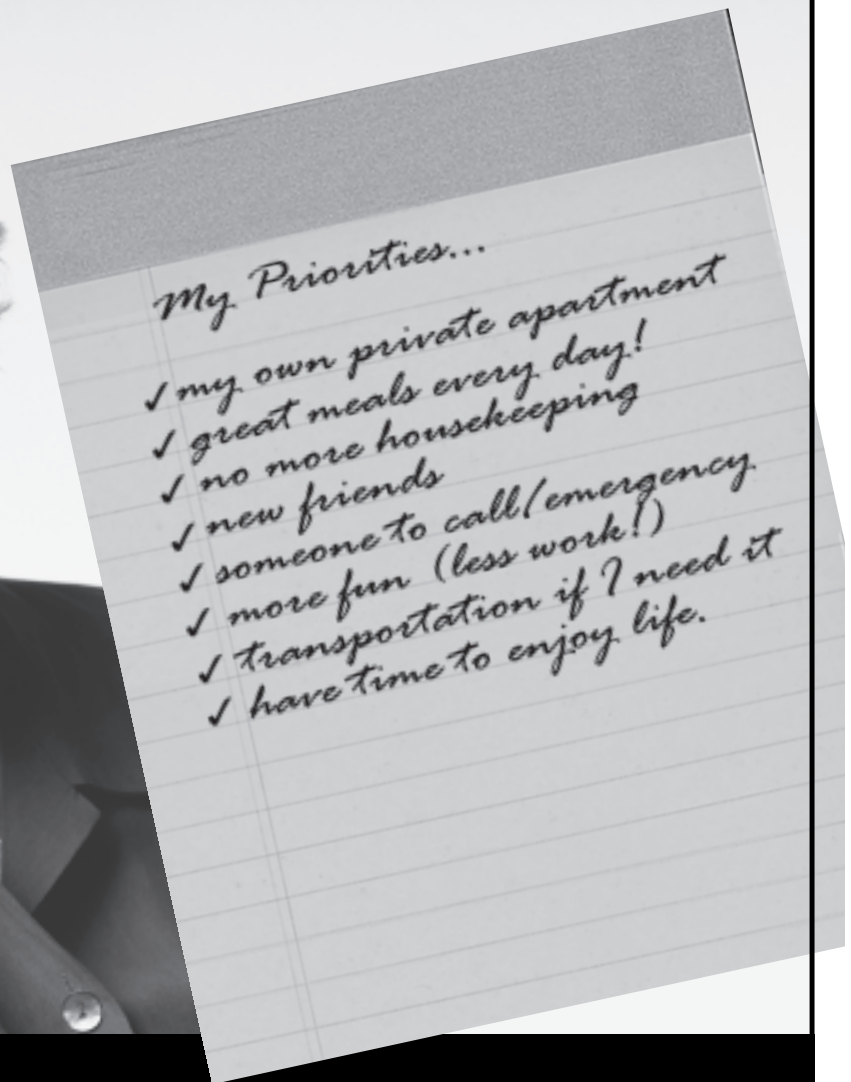 My Priorities...
✓ my own private apartment
✓ great meals every day!
✓ no more housekeeping
✓ new friends
✓ someone to call/emergency
✓ more fun (less work!)
✓ transportation if I need it
✓ have time to enjoy life.